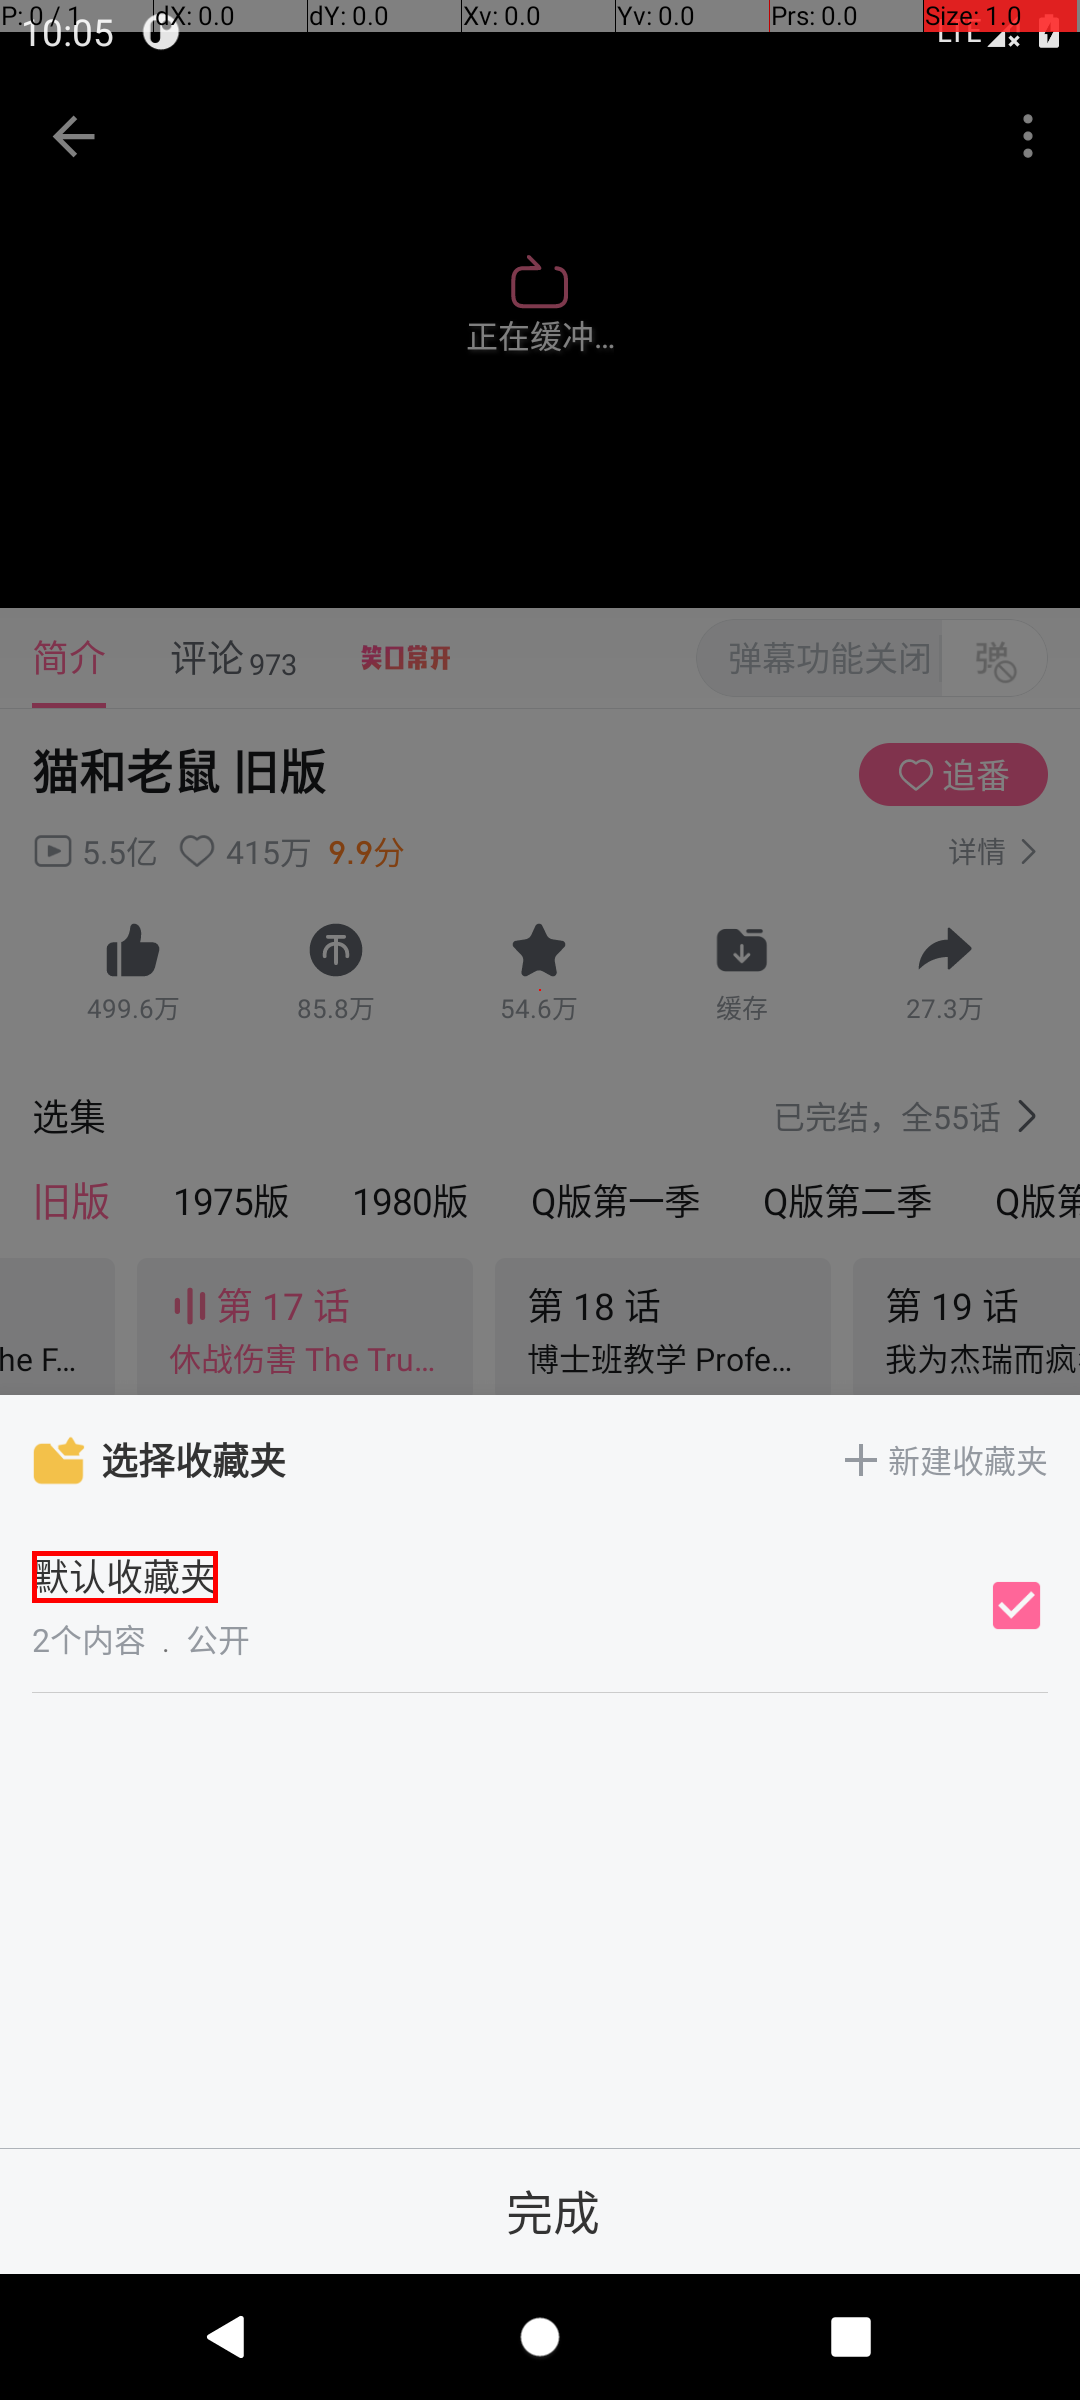 P: 0 / 1 dX: 0.0 dY: 0.0 Xv: 0.0 Yv: 0.0 Prs: 0.0 Size: 1.0
10:05 LTE
正在缓冲...
简介 评论 973 笑口常开 弹幕功能关闭 弹
猫和老鼠 旧版 追番
5.5亿 415万 9.9分 详情
499.6万 85.8万 54.6万 缓存 27.3万
选集 已完结，全55话
旧版 1975版 1980版 Q版第一季 Q版第二季 Q版第
第 17 话 第 18 话 第 19 话
he F... 休战伤害 The Tru... 博士班教学 Profe... 我为杰瑞而疯
选择收藏夹 新建收藏夹
默认收藏夹
2个内容 . 公开
完成